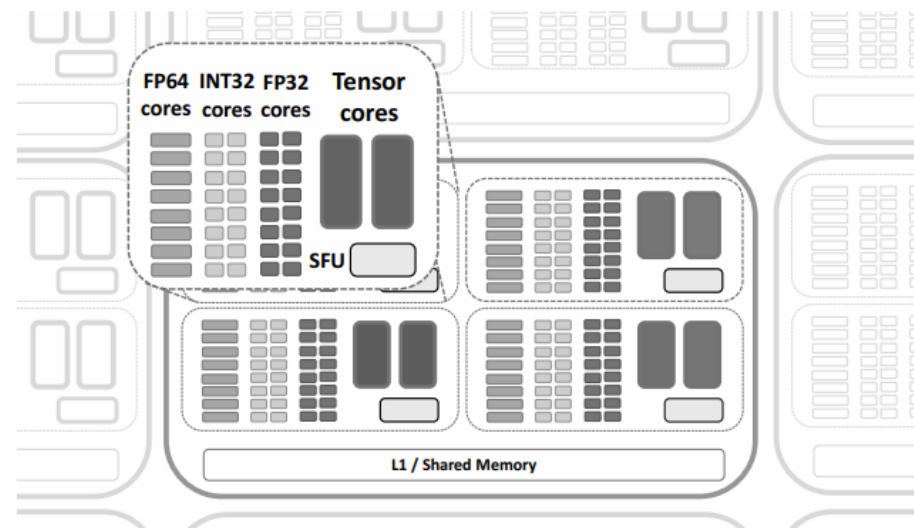 FP64 INT32 FP32 Tensor
cores cores cores cores
SFU
L1 / Shared Memory